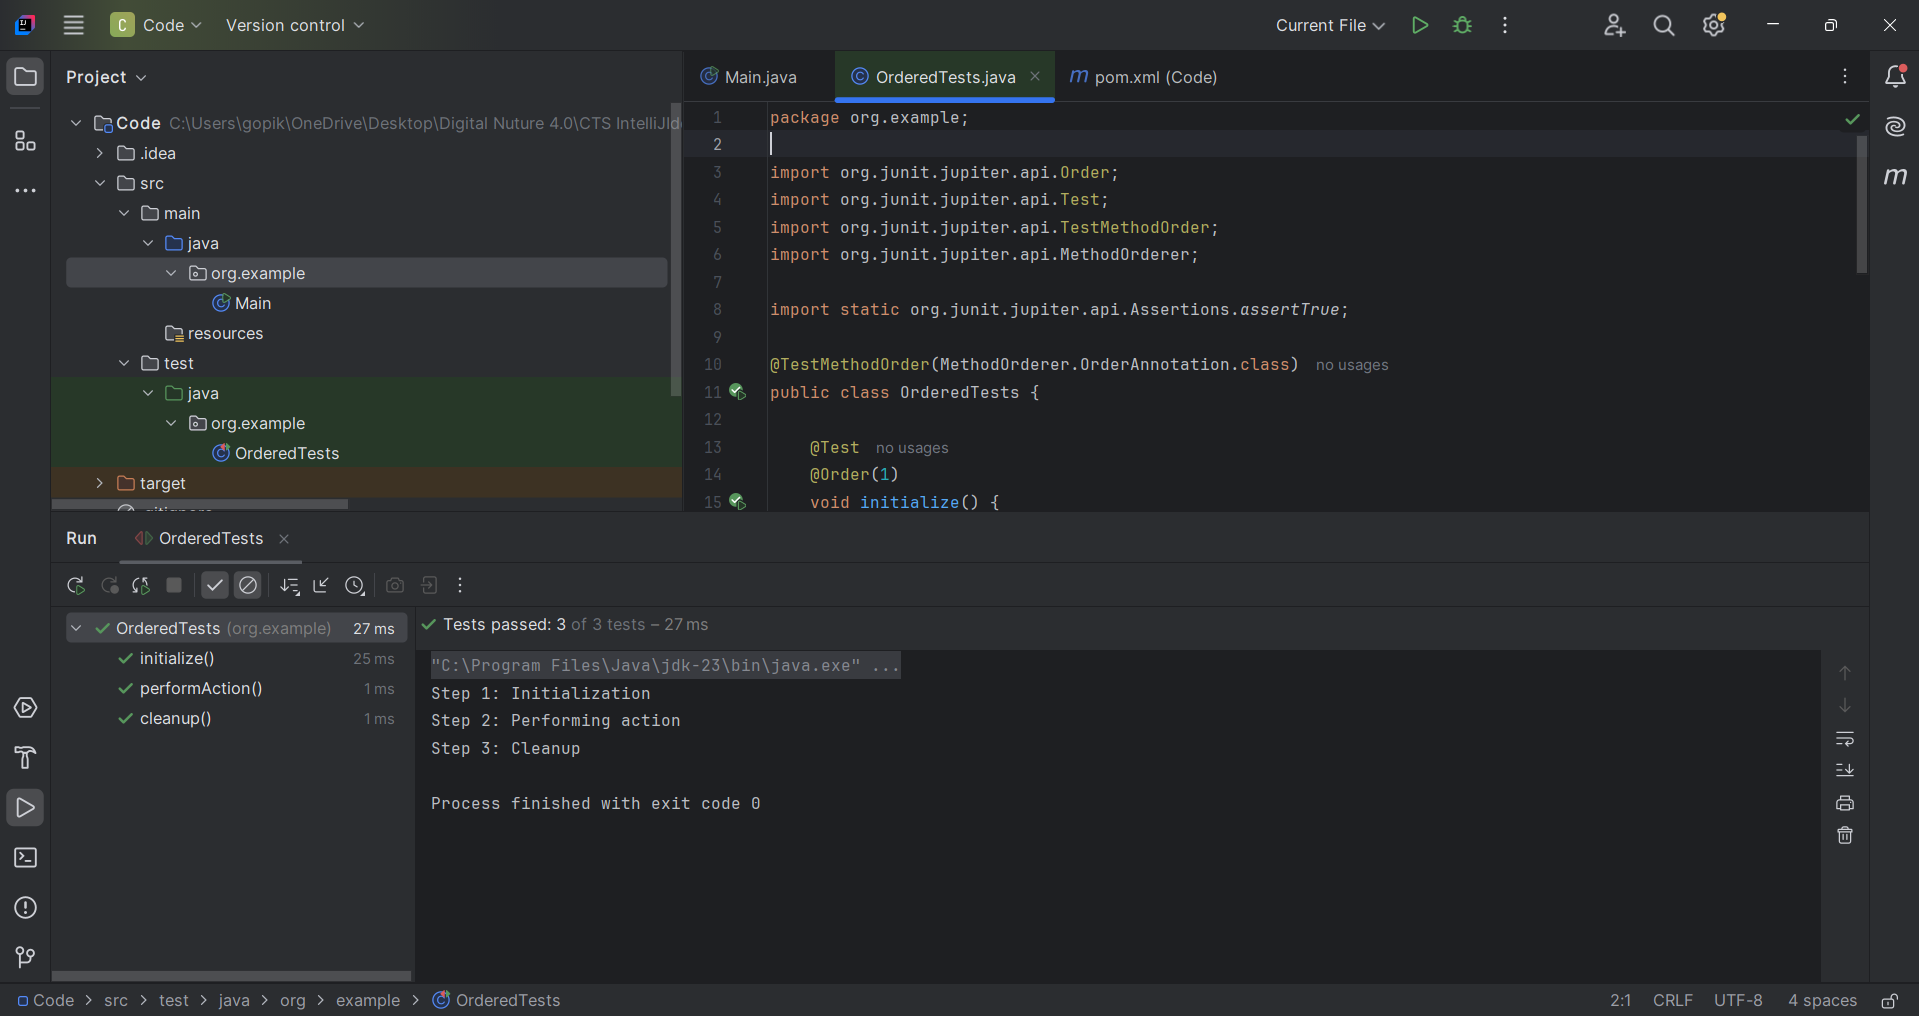 C Code Version control Current File
Project
Main.java OrderedTests.java pom.xml (Code)
Code C:\Users\gopik\OneDrive\Desktop\Digital Nuture 4.0\CTS IntelliJIde
.idea
src
main
java
org.example
Main
resources
test
java
org.example
OrderedTests
target
.gitignore
1 package org.example;
2
3 import org.junit.jupiter.api.Order;
4 import org.junit.jupiter.api.Test;
5 import org.junit.jupiter.api.TestMethodOrder;
6 import org.junit.jupiter.api.MethodOrderer;
7
8 import static org.junit.jupiter.api.Assertions.assertTrue;
9
10 @TestMethodOrder(MethodOrderer.OrderAnnotation.class) no usages
11 public class OrderedTests {
12
13 @Test no usages
14 @Order(1)
15 void initialize() {
Run OrderedTests
OrderedTests (org.example) 27 ms
initialize() 25 ms
performAction() 1 ms
cleanup() 1 ms
Tests passed: 3 of 3 tests – 27 ms
"C:\Program Files\Java\jdk-23\bin\java.exe" ...
Step 1: Initialization
Step 2: Performing action
Step 3: Cleanup
Process finished with exit code 0
Code > src > test > java > org > example > OrderedTests 2:1 CRLF UTF-8 4 spaces